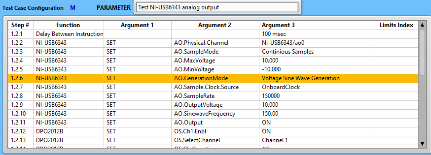 Test Case Configuration M PARAMETER Test NI-USB6343 analog output
Step # Function Argument 1 Argument 2 Argument 3 Limits Index
1.2.1 Delay Between Instruction 100 msec
1.2.2 NI-USB6343 SET AO.Physical.Channel NI-USB6343/ao0
1.2.3 NI-USB6343 SET AO.SampleMode Continious Samples
1.2.4 NI-USB6343 SET AO.MaxVoltage 10.000
1.2.5 NI-USB6343 SET AO.MinVoltage -10.000
1.2.6 NI-USB6343 SET AO.GenerationMode Voltage Sine Wave Generation
1.2.7 NI-USB6343 SET AO.Sample.Clock.Source OnboardClock
1.2.8 NI-USB6343 SET AO.SampleRate 150000
1.2.9 NI-USB6343 SET AO.OutputVoltage 10.000
1.2.10 NI-USB6343 SET AO.SinewaveFrequency 150.00
1.2.11 NI-USB6343 SET AO.Output ON
1.2.12 DPO2012B SET OS.Ch1.Enbl ON
1.2.13 DPO2012B SET OS.SelectChannel Channel 1